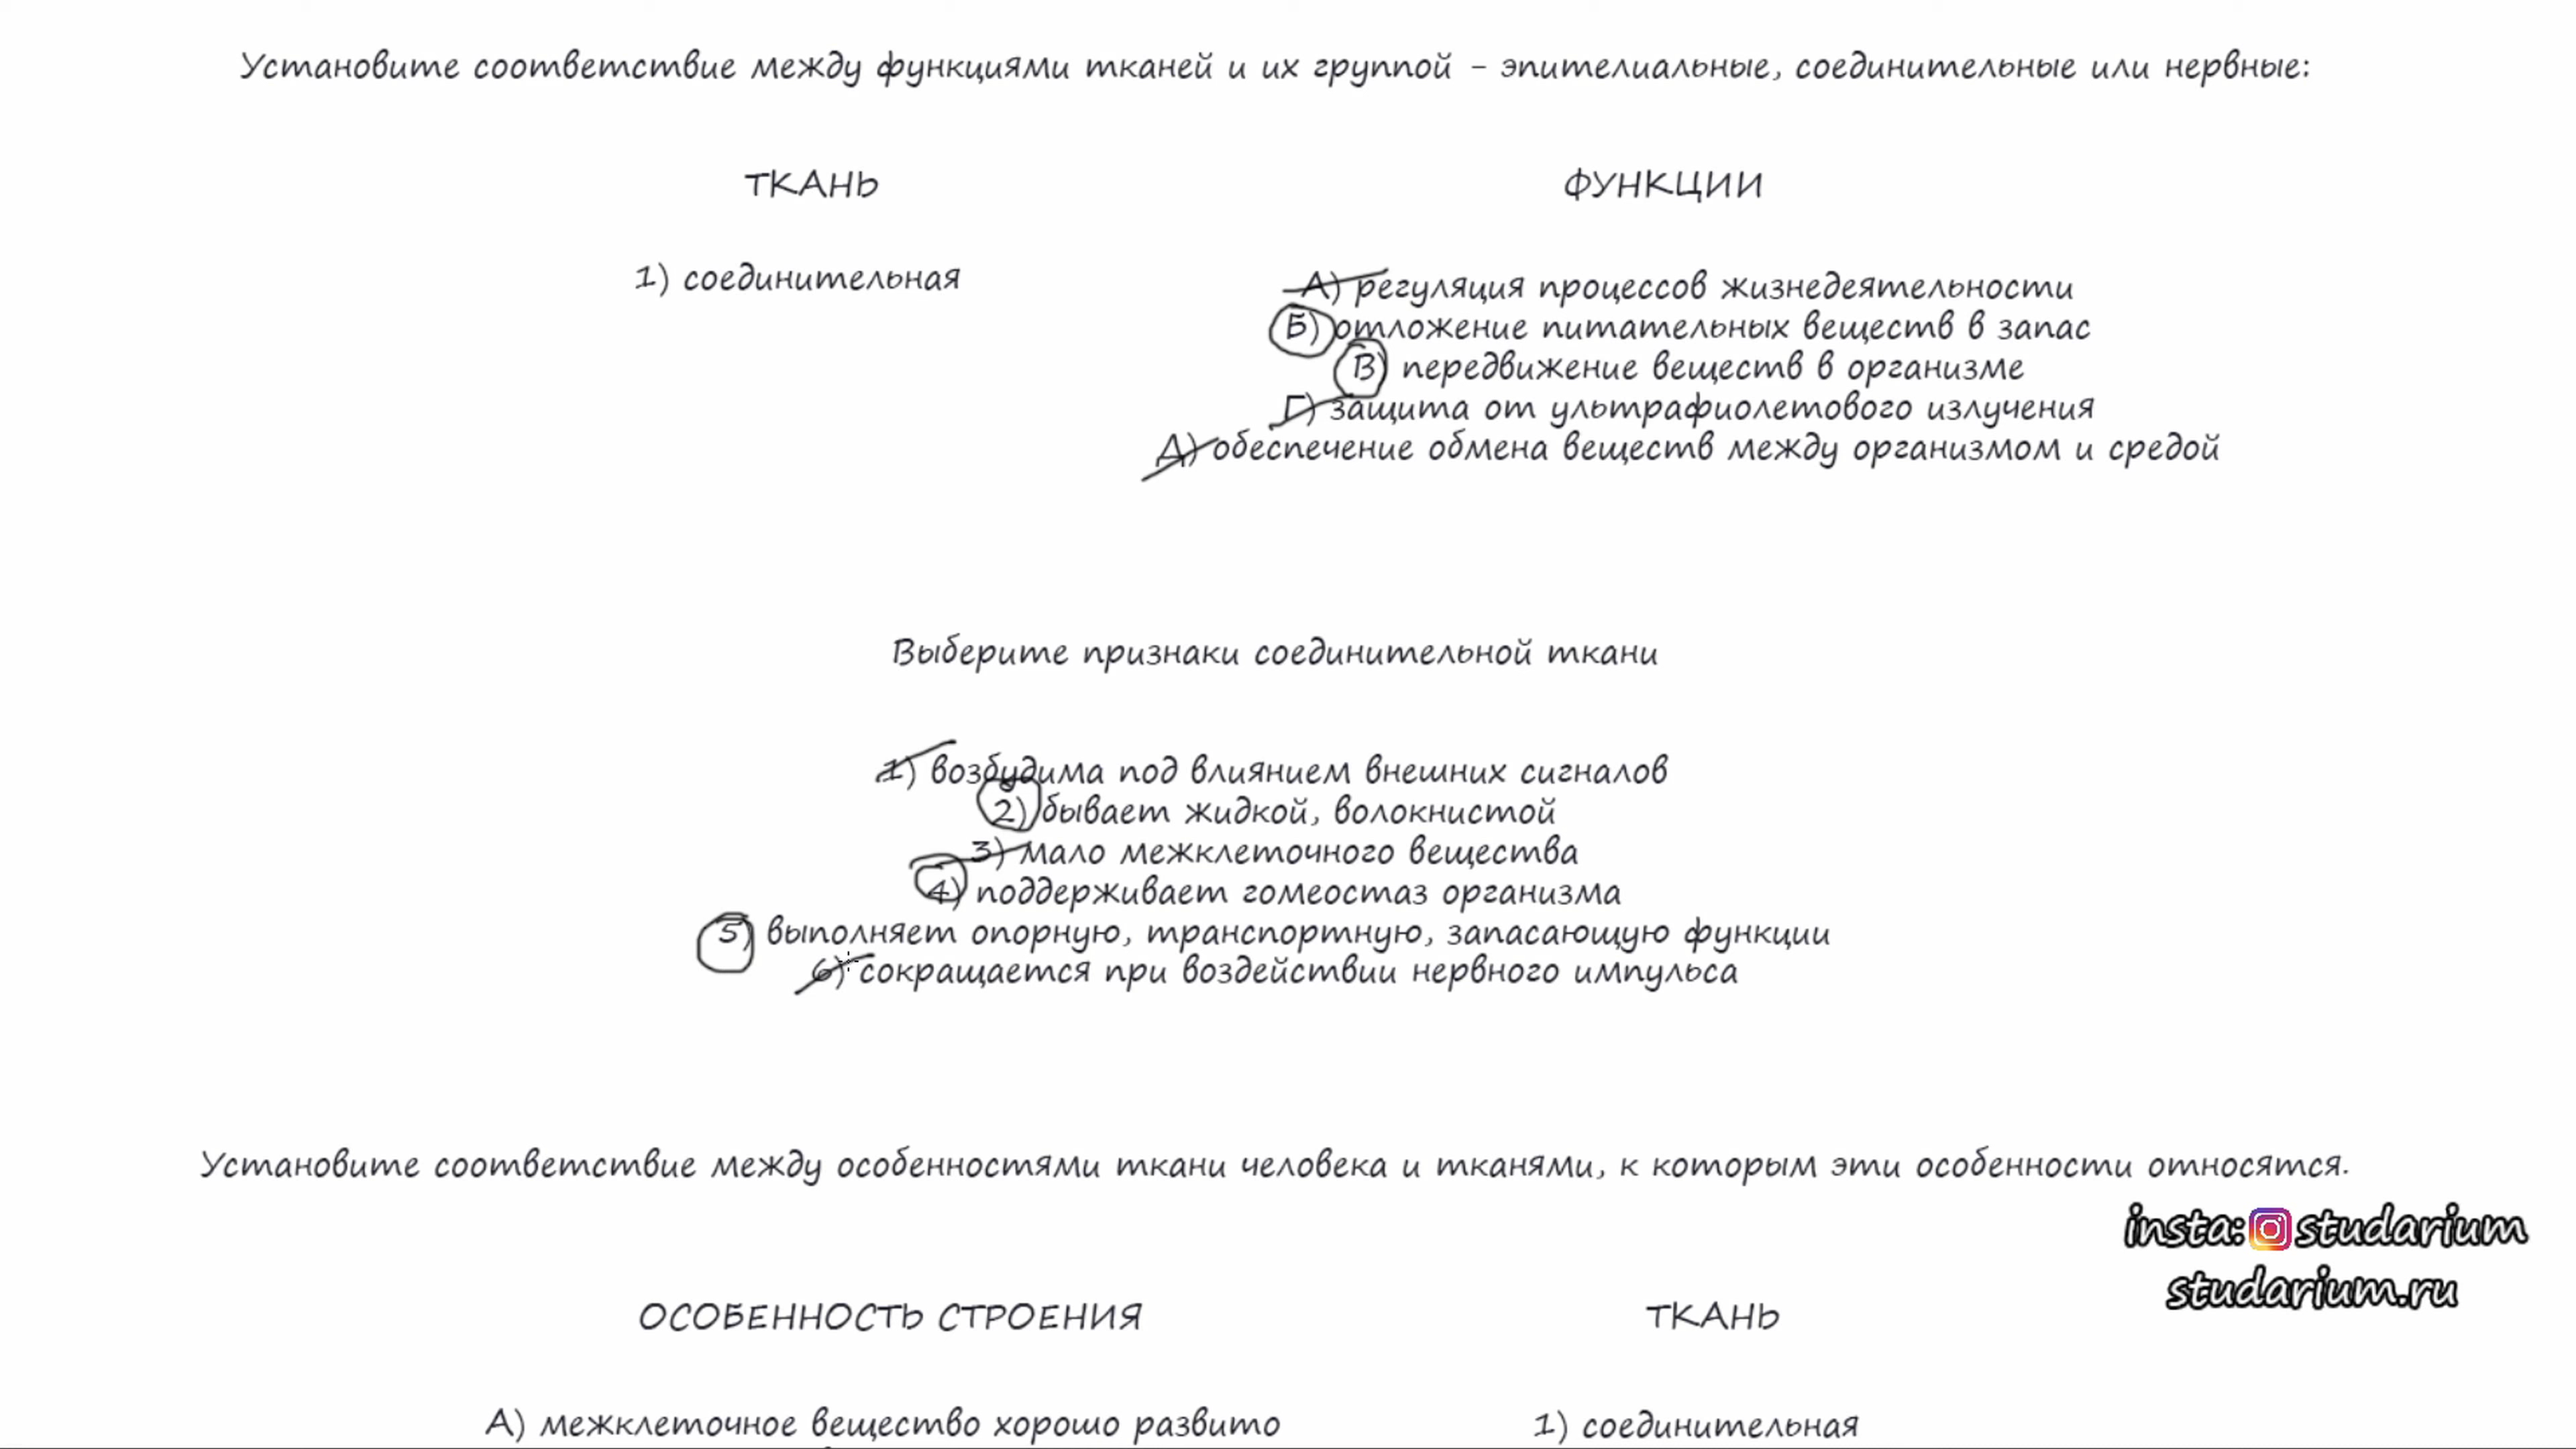 Установите соответствие между функциями тканей и их группой - эпителиальные, соединительные или нервные:
ТКАНЬ
ФУНКЦИИ
1) соединительная
А) регуляция процессов жизнедеятельности
Б) отложение питательных веществ в запас
В) передвижение веществ в организме
Г) защита от ультрафиолетового излучения
Д) обеспечение обмена веществ между организмом и средой
Выберите признаки соединительной ткани
1) возбудима под влиянием внешних сигналов
2) бывает жидкой, волокнистой
3) мало межклеточного вещества
4) поддерживает гомеостаз организма
5) выполняет опорную, транспортную, запасающую функции
6) сокращается при воздействии нервного импульса
Установите соответствие между особенностями ткани человека и тканями, к которым эти особенности относятся.
insta: studarium
studarium.ru
ОСОБЕННОСТЬ СТРОЕНИЯ
ТКАНЬ
А) межклеточное вещество хорошо развито
1) соединительная